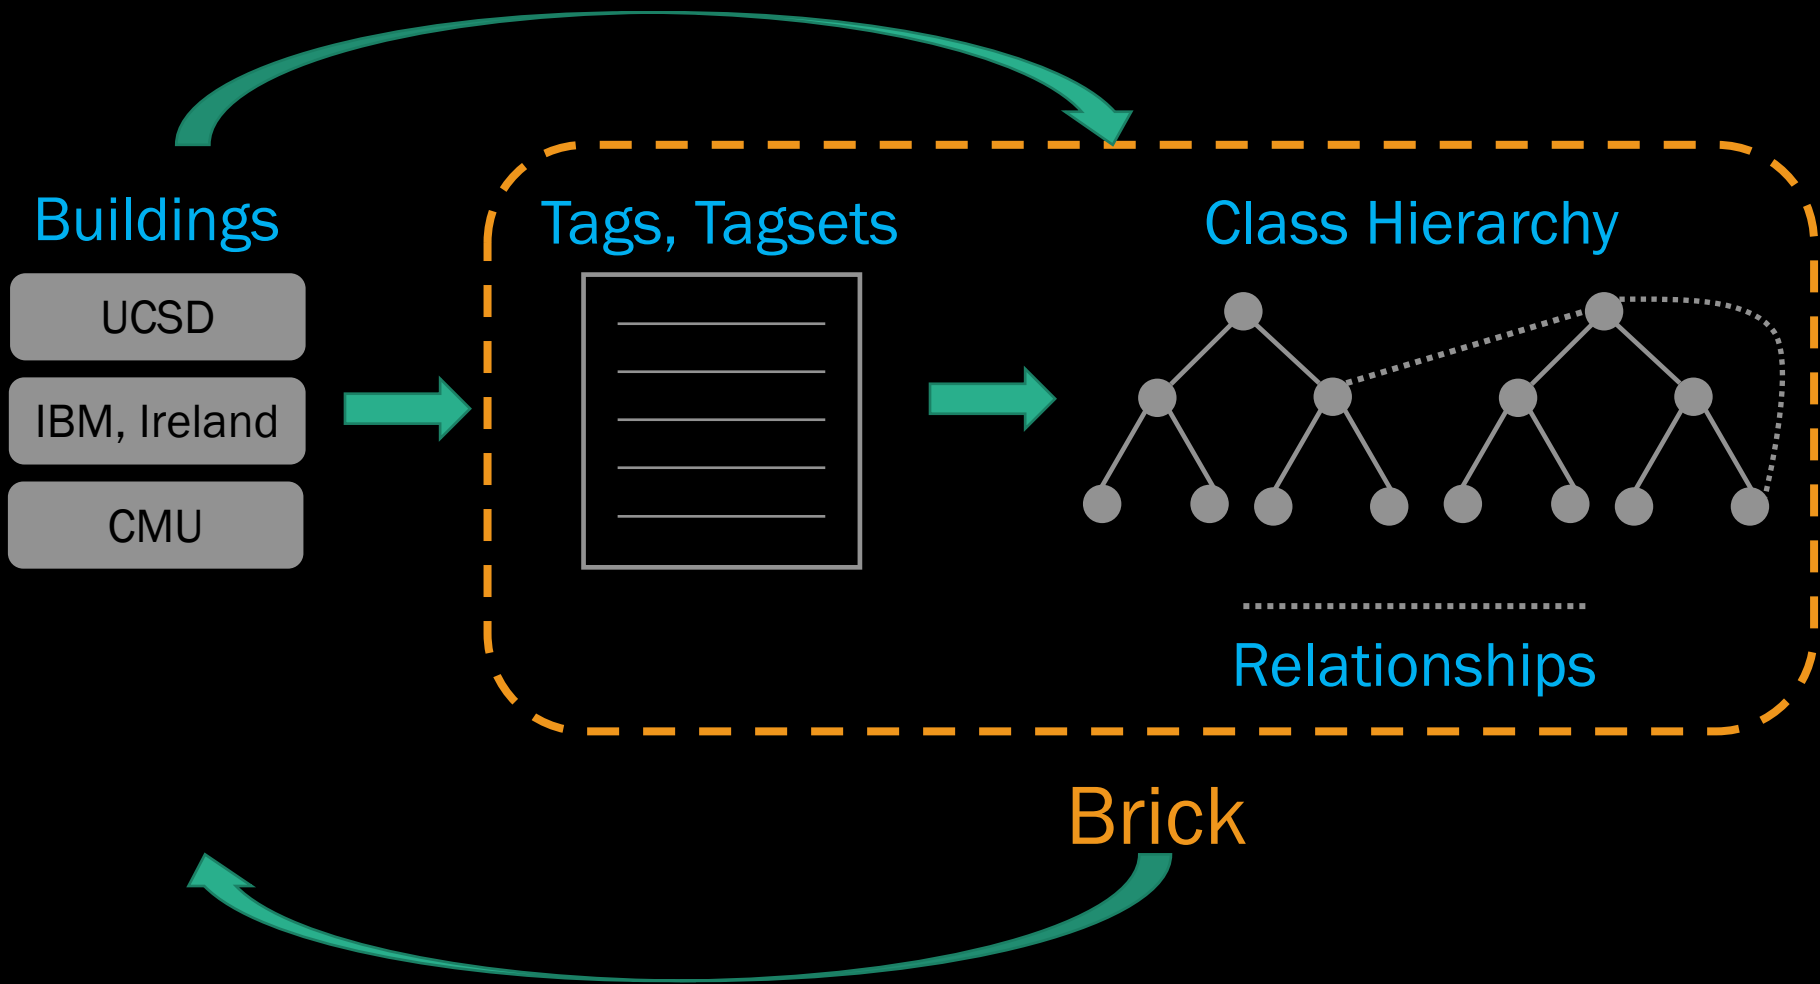 Buildings
UCSD
IBM, Ireland
CMU
Tags, Tagsets
Class Hierarchy
Relationships
Brick